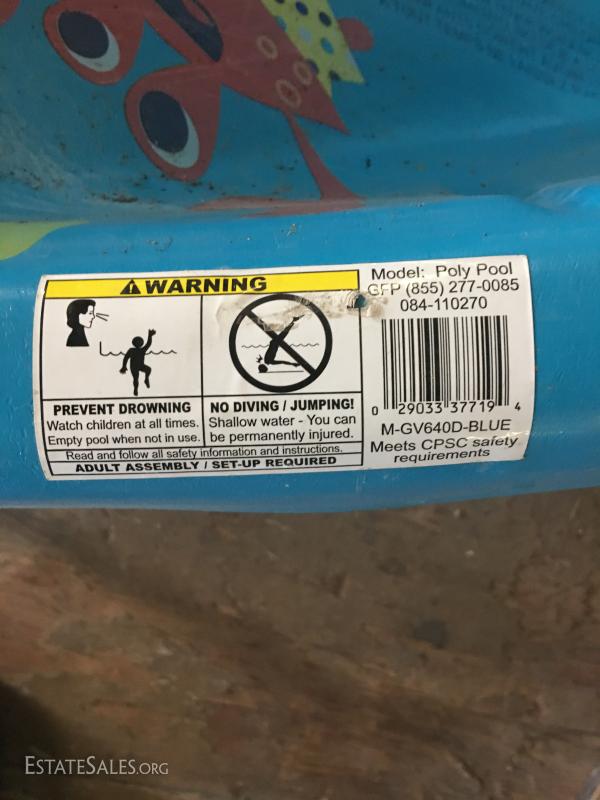 WARNING
PREVENT DROWNING
Watch children at all times.
Empty pool when not in use.
NO DIVING / JUMPING!
Shallow water - You can
be permanently injured.
Read and follow all safety information and instructions.
ADULT ASSEMBLY / SET-UP REQUIRED
Model: Poly Pool
GFP (855) 277-0085
084-110270
0 29033 37719 4
M-GV640D-BLUE
Meets CPSC safety
requirements
ESTATESALES.ORG